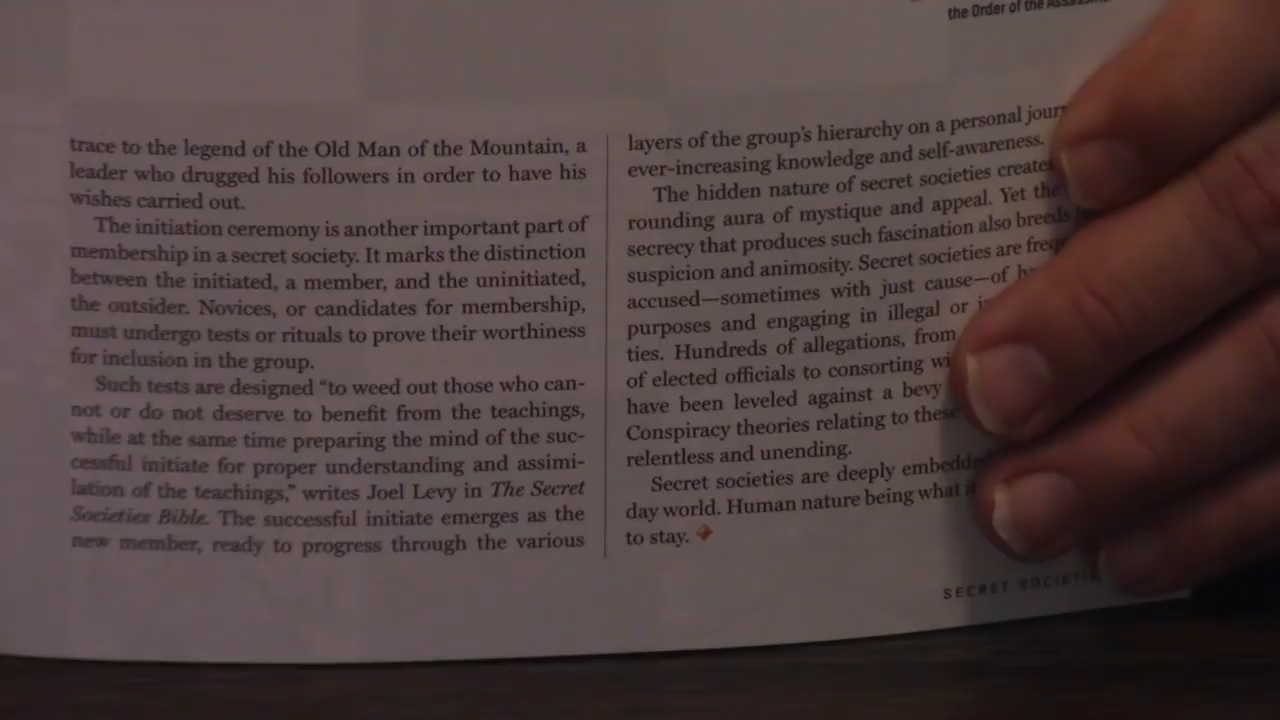 the Order of the
trace to the legend of the Old Man of the Mountain, a
leader who drugged his followers in order to have his
wishes carried out.
The initiation ceremony is another important part of
membership in a secret society. It marks the distinction
between the initiated, a member, and the uninitiated,
the outsider. Novices, or candidates for membership,
must undergo tests or rituals to prove their worthiness
for inclusion in the group.
Such tests are designed “to weed out those who can-
not or do not deserve to benefit from the teachings,
while at the same time preparing the mind of the suc-
cessful initiate for proper understanding and assimi-
lation of the teachings,” writes Joel Levy in The Secret
Societies Bible. The successful initiate emerges as the
new member, ready to progress through the various
layers of the group’s hierarchy on a personal
ever-increasing knowledge and self-awareness.
The hidden nature of secret societies creates
rounding aura of mystique and appeal. Yet the
secrecy that produces such fascination also breeds
suspicion and animosity. Secret societies are
accused—sometimes with just cause—of
purposes and engaging in illegal or
ties. Hundreds of allegations, from
of elected officials to consorting
have been leveled against a bevy
Conspiracy theories relating to these
relentless and unending.
Secret societies are deeply embedded
day world. Human nature being what
to stay.
SECRET